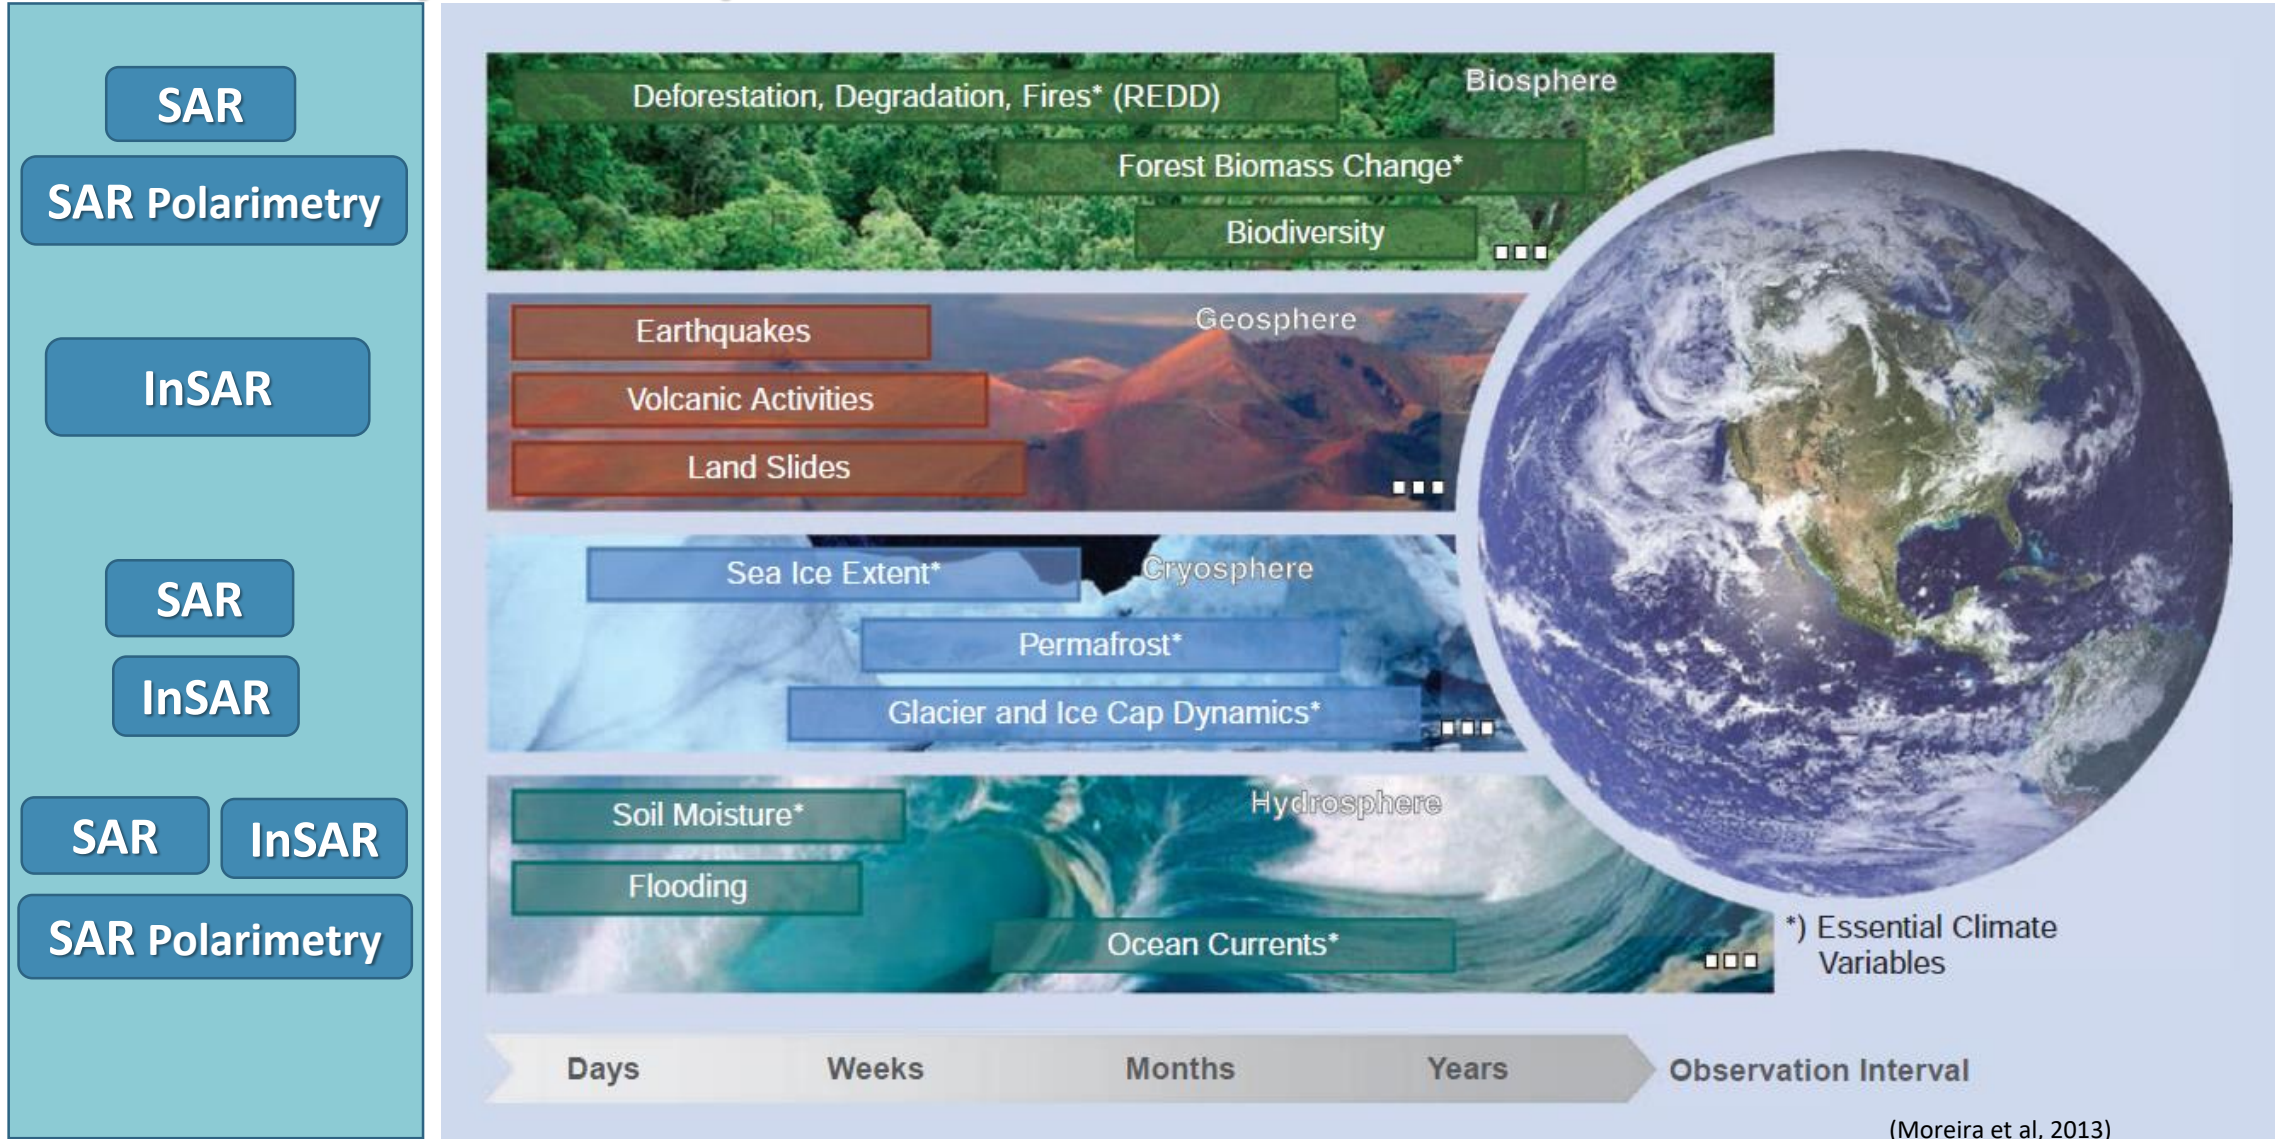 SAR
SAR Polarimetry
InSAR
SAR
InSAR
SAR
InSAR
SAR Polarimetry
Biosphere
Deforestation, Degradation, Fires* (REDD)
Forest Biomass Change*
Biodiversity
Geosphere
Earthquakes
Volcanic Activities
Land Slides
Cryosphere
Sea Ice Extent*
Permafrost*
Glacier and Ice Cap Dynamics*
Hydrosphere
Soil Moisture*
Flooding
Ocean Currents*
*) Essential Climate
Variables
Days Weeks Months Years Observation Interval
(Moreira et al, 2013)